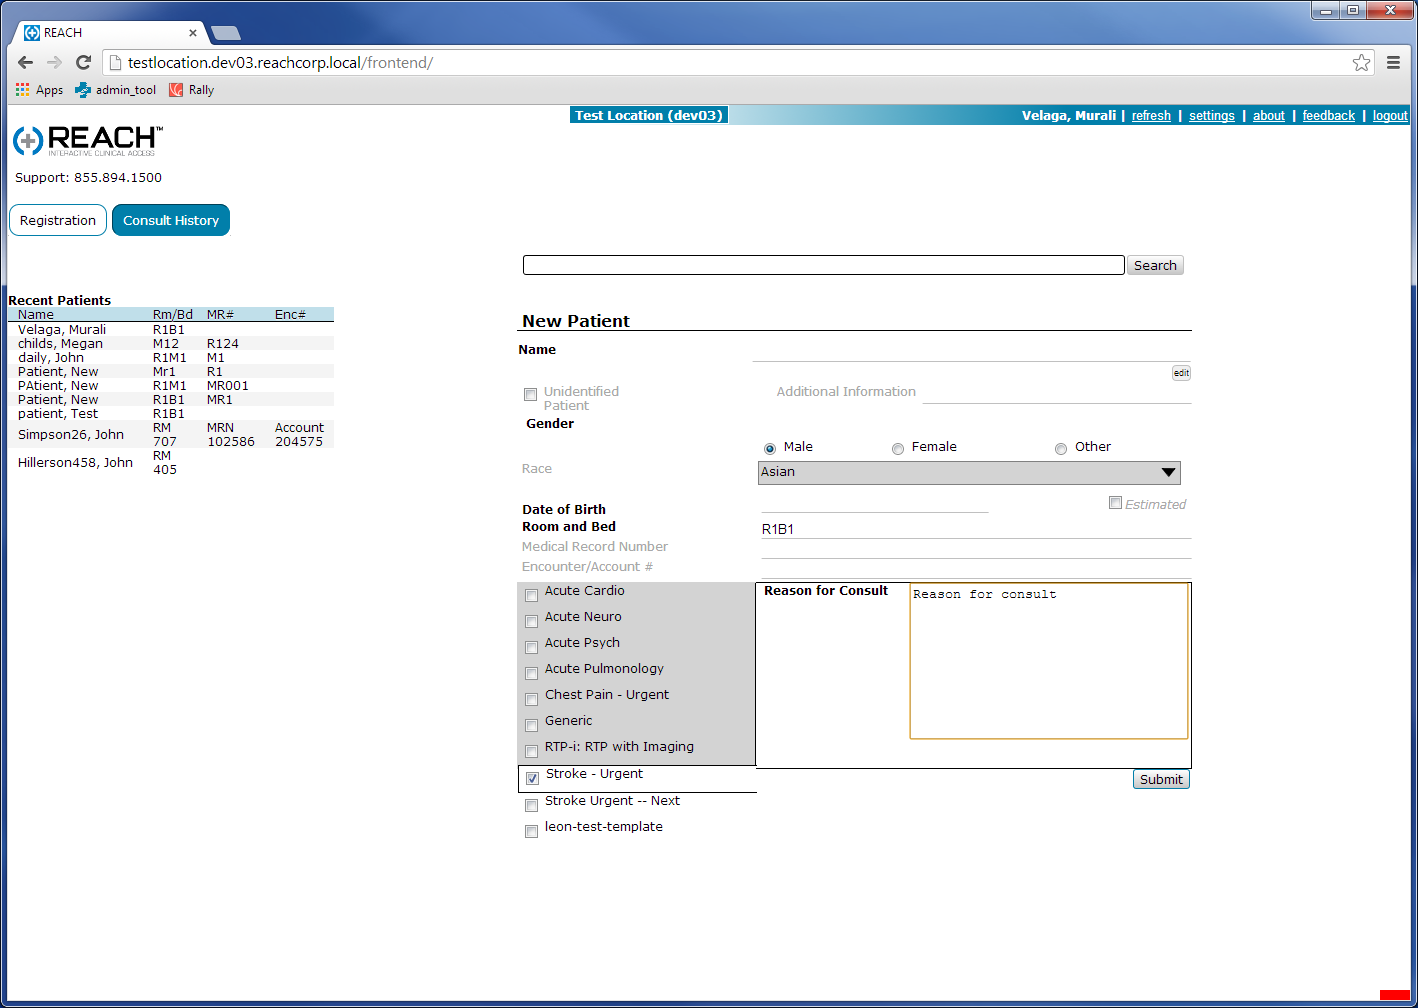 REACH
testlocation.dev03.reachcorp.local/frontend/
Apps admin_tool Rally
Test Location (dev03) Velaga, Murali | refresh | settings | about | feedback | logout
REACH™
INTERACTIVE CLINICAL ACCESS
Support: 855.894.1500
Registration Consult History
Search
Recent Patients
Name Rm/Bd MR# Enc#
Velaga, Murali R1B1
childs, Megan M12 R124
daily, John R1M1 M1
Patient, New Mr1 R1
PAtient, New R1M1 MR001
Patient, New R1B1 MR1
patient, Test R1B1
Simpson26, John RM 707 MRN 102586 Account 204575
Hillerson458, John RM 405
New Patient
Name
edit
Unidentified Patient Additional Information
Gender
Male Female Other
Race Asian
Date of Birth Estimated
Room and Bed R1B1
Medical Record Number
Encounter/Account #
Acute Cardio
Acute Neuro
Acute Psych
Acute Pulmonology
Chest Pain - Urgent
Generic
RTP-i: RTP with Imaging
Stroke - Urgent
Stroke Urgent -- Next
leon-test-template
Reason for Consult Reason for consult
Submit